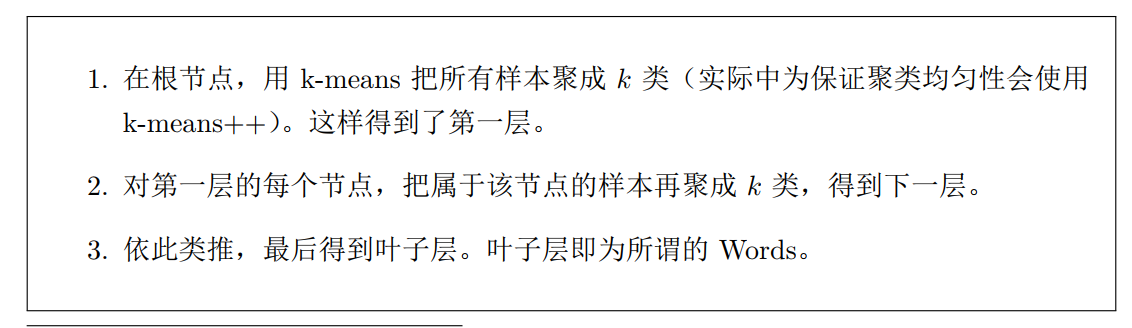 1. 在根节点，用 k-means 把所有样本聚成 k 类（实际中为保证聚类均匀性会使用
k-means++）。这样得到了第一层。
2. 对第一层的每个节点，把属于该节点的样本再聚成 k 类，得到下一层。
3. 依此类推，最后得到叶子层。叶子层即为所谓的 Words。